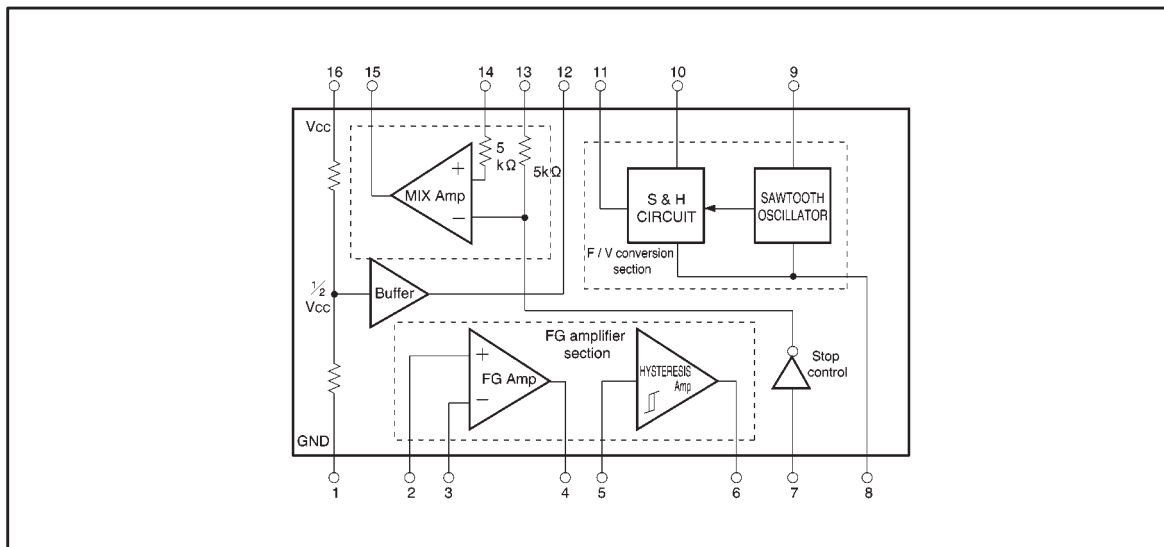 16 15 14 13 12 11 10 9
Vcc
5
kΩ
5kΩ
+
MIX Amp
−
S & H
CIRCUIT
SAWTOOTH
OSCILLATOR
F / V conversion
section
1/2
Vcc
Buffer
FG amplifier
section
+
FG Amp
−
HYSTERESIS
Amp
Stop
control
GND
1 2 3 4 5 6 7 8